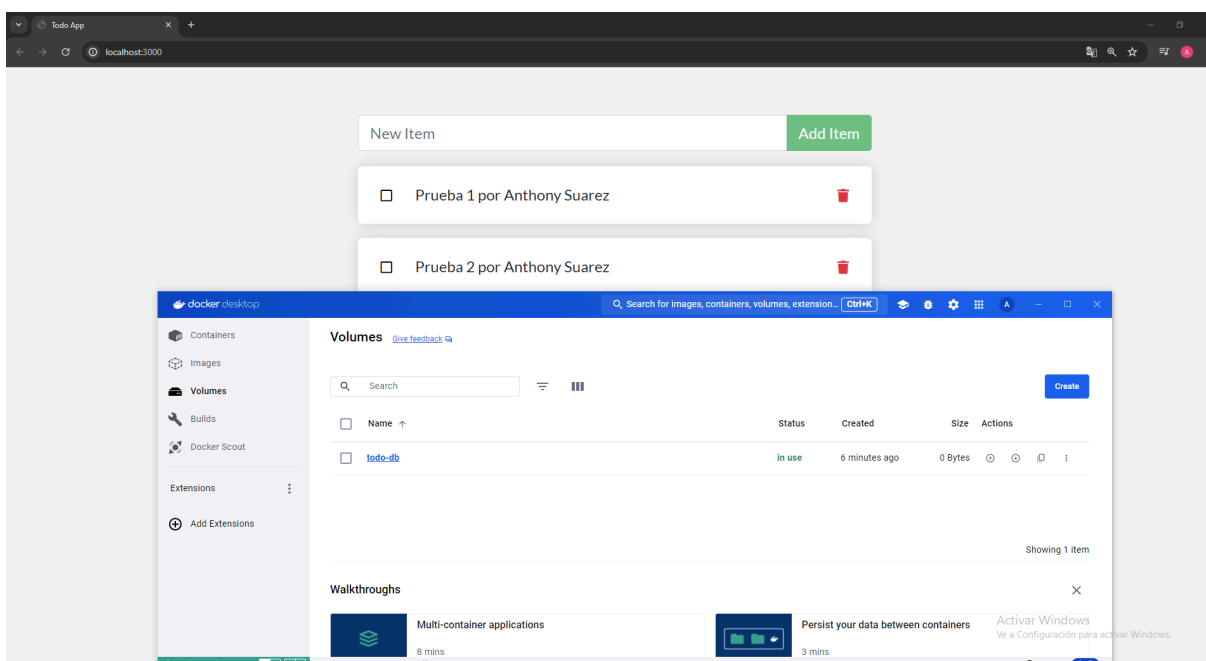 Todo App
localhost:3000
New Item Add Item
Prueba 1 por Anthony Suarez
Prueba 2 por Anthony Suarez
docker desktop Search for images, containers, volumes, extension... Ctrl+K A
Containers
Images
Volumes
Builds
Docker Scout
Extensions
Add Extensions
Volumes Give feedback
Search Create
Name Status Created Size Actions
todo-db in use 6 minutes ago 0 Bytes
Showing 1 item
Walkthroughs
Multi-container applications
8 mins
Persist your data between containers
3 mins
Activar Windows
Ve a Configuración para activar Windows.